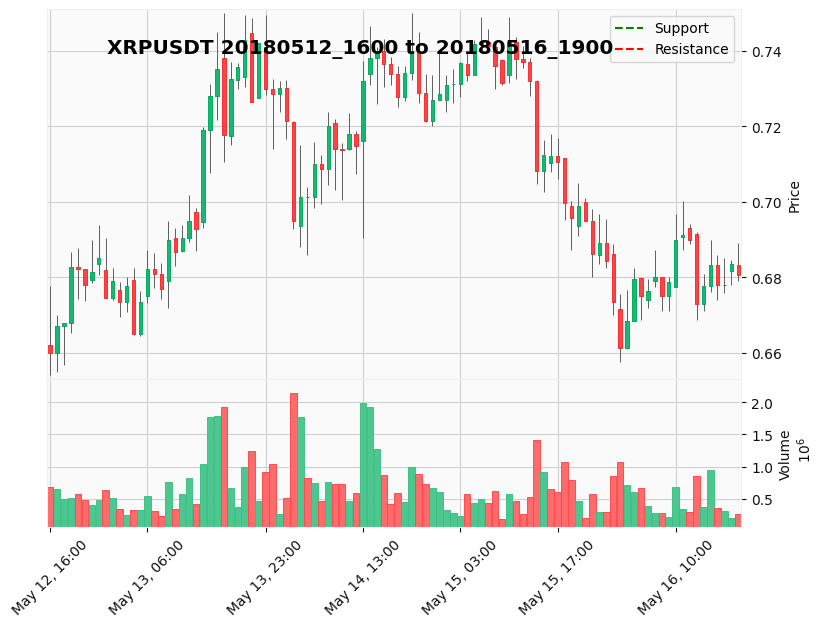 XRPUSDT 20180512_1600 to 20180516_1900
Support
Resistance
0.74
0.72
0.70
0.68
0.66
Price
2.0
1.5
1.0
0.5
Volume
10^6
May 12, 16:00
May 13, 06:00
May 13, 23:00
May 14, 13:00
May 15, 03:00
May 15, 17:00
May 16, 10:00